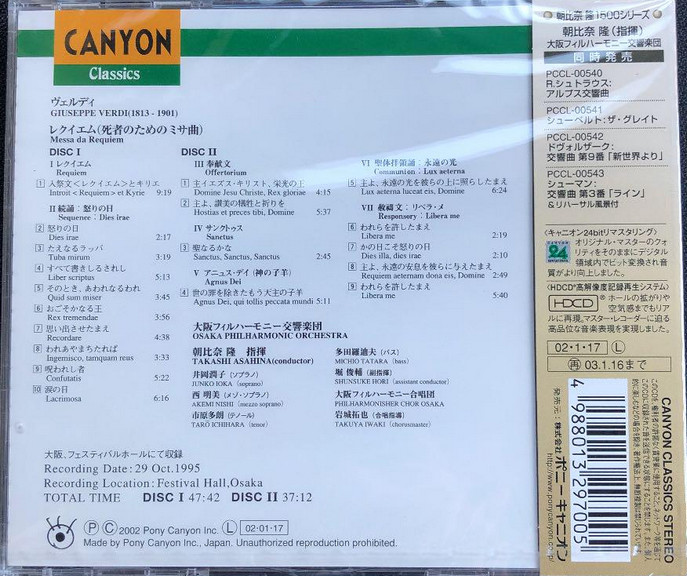 CANYON
Classics
ヴェルディ
GIUSEPPE VERDI(1813 - 1901)
レクイエム(死者のためのミサ曲)
Messa da Requiem
DISC I
I レクイエム
Requiem
1 入祭文<レクイエム>とキリエ
Introit < Requiem > et Kyrie 9:19
II 続誦:怒りの日
Sequence : Dies irae
2 怒りの日
Dies irae 2:17
3 たえなるラッパ
Tuba mirum 3:19
4 すべて書きしるされし
Liber scriptus 5:13
5 そのとき、あわれなるわれ
Quid sum miser 3:45
6 おごそかなる王
Rex tremendae 3:56
7 思い出させたまえ
Recordare 4:38
8 われあやまちたれば
Ingemisco, tamquam reus 3:33
9 呪われし者
Confutatis 5:22
10 涙の日
Lacrimosa 6:16
DISC II
III 奉献文
Offertorium
1 主イエズス・キリスト、栄光の王
Domine Jesu Christe, Rex gloriae 4:15
2 主よ、讃美の犠牲と祈りを
Hostias et preces tibi, Domine 5:37
IV サンクトゥス
Sanctus
3 聖なるかな
Sanctus, Sanctus, Sanctus 2:45
V アニュス・デイ(神の子羊)
Agnus Dei
4 世の罪を除きたもう天主の子羊
Agnus Dei, qui tollis peccata mundi 5:11
VI 聖体拝領誦:永遠の光
Communion : Lux aeterna
5 主よ、永遠の光を彼らの上に照らしたまえ
Lux aeterna luceat eis, Domine 6:24
VII 赦祷文:リベラ・メ
Responsory : Libera me
6 われらを許したまえ
Libera me 2:19
7 かの日こそ怒りの日
Dies illa, dies irae 2:10
8 主よ、永遠の安息を彼らに与えたまえ
Requiem aeternam dona eis, Domine 2:49
9 われらを許したまえ
Libera me 5:40
大阪フィルハーモニー交響楽団
OSAKA PHILHARMONIC ORCHESTRA
朝比奈 隆 指揮
TAKASHI ASAHINA(conductor)
井岡潤子(ソプラノ)
JUNKO IOKA (soprano)
西 明美(メゾ・ソプラノ)
AKEMI NISHI (mezzo soprano)
市原多朗(テノール)
TARŌ ICHIHARA (tenor)
多田羅迪夫(バス)
MICHIO TATARA (bass)
堀 俊輔(副指揮)
SHUNSUKE HORI (assistant conductor)
大阪フィルハーモニー合唱団
PHILHARMONISHER CHOR OSAKA
岩城拓也(合唱指導)
TAKUYA IWAKI (chorusmaster)
大阪、フェスティバルホールにて収録
Recording Date: 29 Oct.1995
Recording Location: Festival Hall,Osaka
TOTAL TIME DISC I 47:42 DISC II 37:12
Ⓟ Ⓒ 2002 Pony Canyon Inc. Ⓛ 02·01·17
Made by Pony Canyon Inc., Japan. Unauthorized reproduction prohibited.
朝比奈 隆1500シリーズ
朝比奈 隆(指揮)
大阪フィルハーモニー交響楽団
同時発売
PCCL-00540
R.シュトラウス:
アルプス交響曲
PCCL-00541
シューベルト:ザ・グレイト
PCCL-00542
ドヴォルザーク:
交響曲 第9番「新世界より」
PCCL-00543
シューマン:
交響曲 第3番「ライン」
&リハーサル風景付
<キャニオン24bitリマスタリング>
24
オリジナル・マスターのクォリ
ティをそのままにデジタル
領域内でビット変換され音
質がより向上しました。
<HDCD®高解像度記録再生システム>
HDCD ®ホールの拡がりや
空気感までもリア
ルに再現。マスター・レコーダーに迫る
高品位な音楽表現を実現しました。
02·1·17 Ⓛ
再 03.1.16まで
4 988013 297005
発売元:株式会社 ポニーキャニオン
http://www.ponycanyon.co.jp/
CANYON CLASSICS STEREO